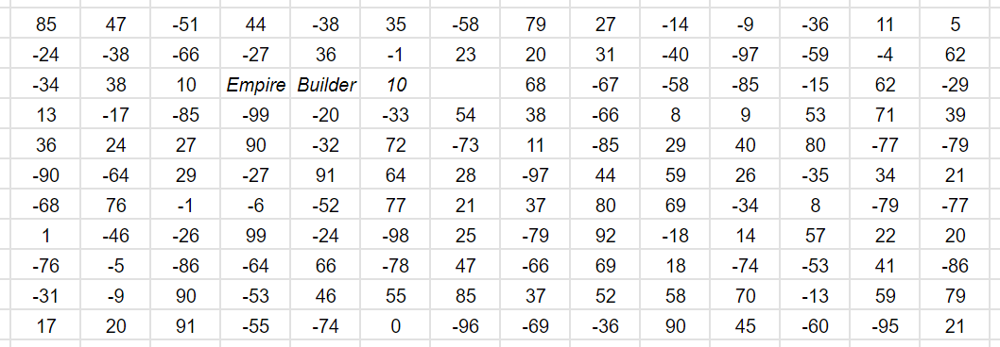 85 47 -51 44 -38 35 -58 79 27 -14 -9 -36 11 5
-24 -38 -66 -27 36 -1 23 20 31 -40 -97 -59 -4 62
-34 38 10 Empire Builder 10 68 -67 -58 -85 -15 62 -29
13 -17 -85 -99 -20 -33 54 38 -66 8 9 53 71 39
36 24 27 90 -32 72 -73 11 -85 29 40 80 -77 -79
-90 -64 29 -27 91 64 28 -97 44 59 26 -35 34 21
-68 76 -1 -6 -52 77 21 37 80 69 -34 8 -79 -77
1 -46 -26 99 -24 -98 25 -79 92 -18 14 57 22 20
-76 -5 -86 -64 66 -78 47 -66 69 18 -74 -53 41 -86
-31 -9 90 -53 46 55 85 37 52 58 70 -13 59 79
17 20 91 -55 -74 0 -96 -69 -36 90 45 -60 -95 21